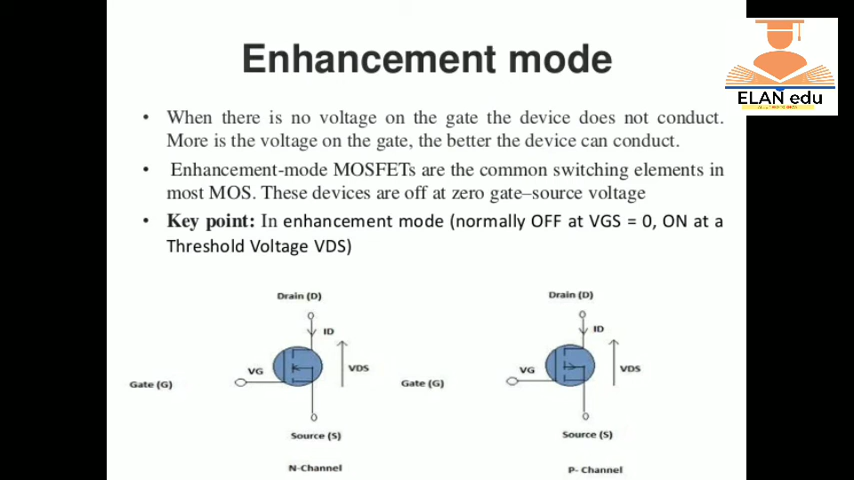 Enhancement mode
ELAN edu
• When there is no voltage on the gate the device does not conduct.
More is the voltage on the gate, the better the device can conduct.
• Enhancement-mode MOSFETs are the common switching elements in
most MOS. These devices are off at zero gate–source voltage
• Key point: In enhancement mode (normally OFF at VGS = 0, ON at a
Threshold Voltage VDS)
Drain (D)
ID
VG
VDS
Gate (G)
Source (S)
N-Channel
Drain (D)
ID
VG
VDS
Gate (G)
Source (S)
P- Channel